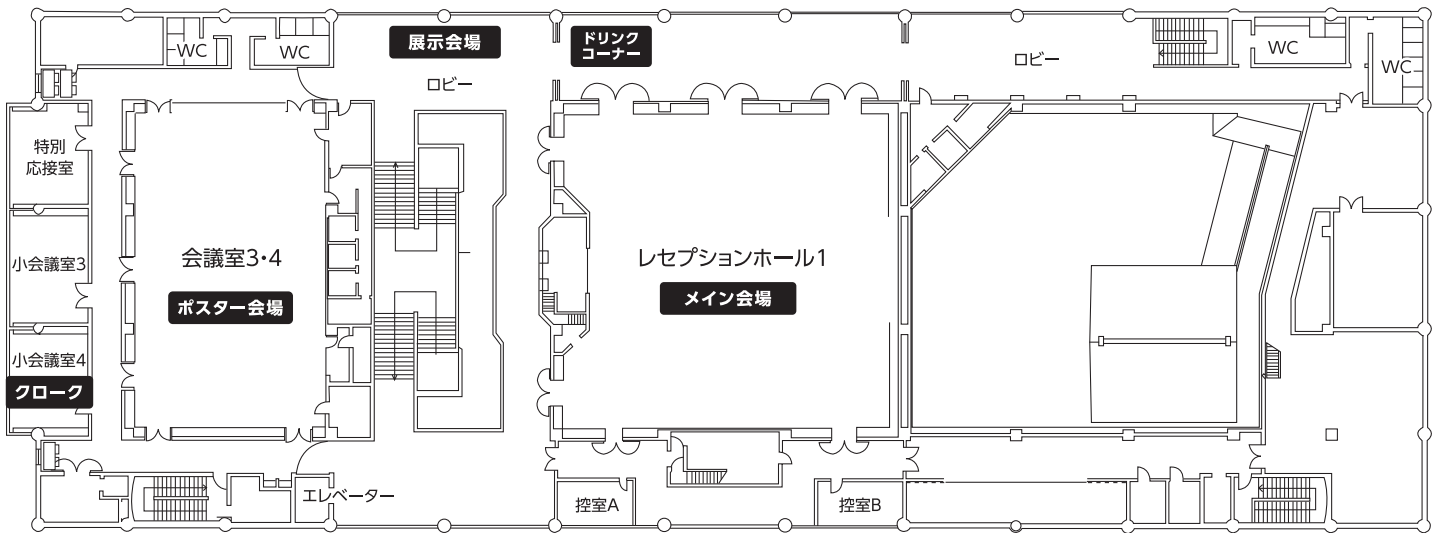 WC
WC
展示会場
ドリンク
コーナー
ロビー
ロビー
WC
WC
特別
応接室
小会議室3
会議室3・4
ポスター会場
レセプションホール1
メイン会場
小会議室4
クローク
エレベーター
控室A
控室B